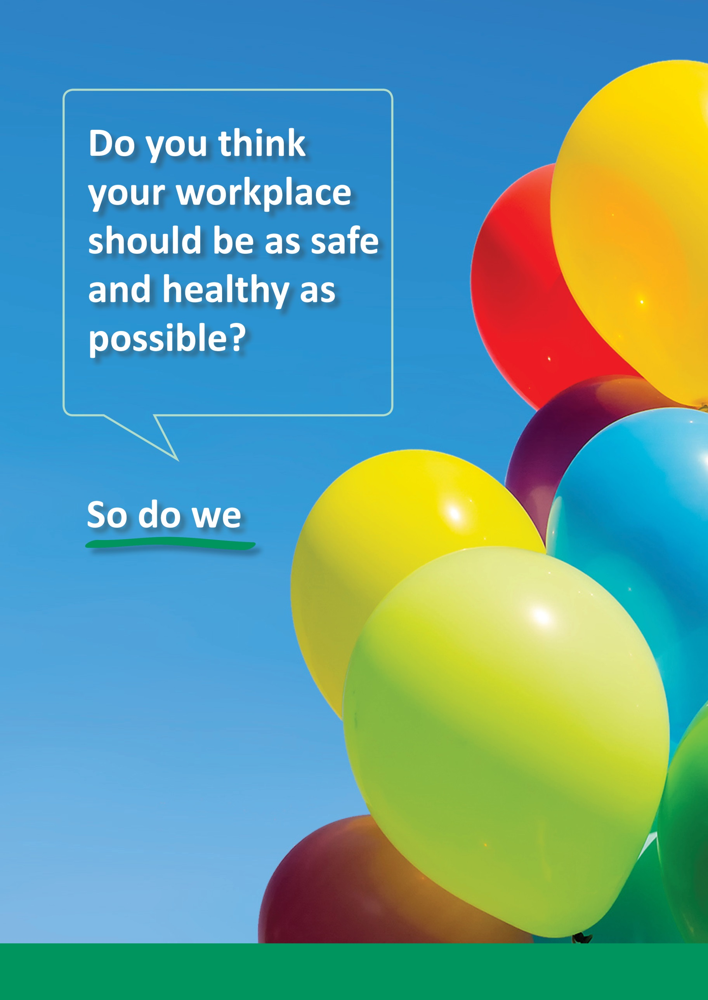 Do you think
your workplace
should be as safe
and healthy as
possible?
So do we